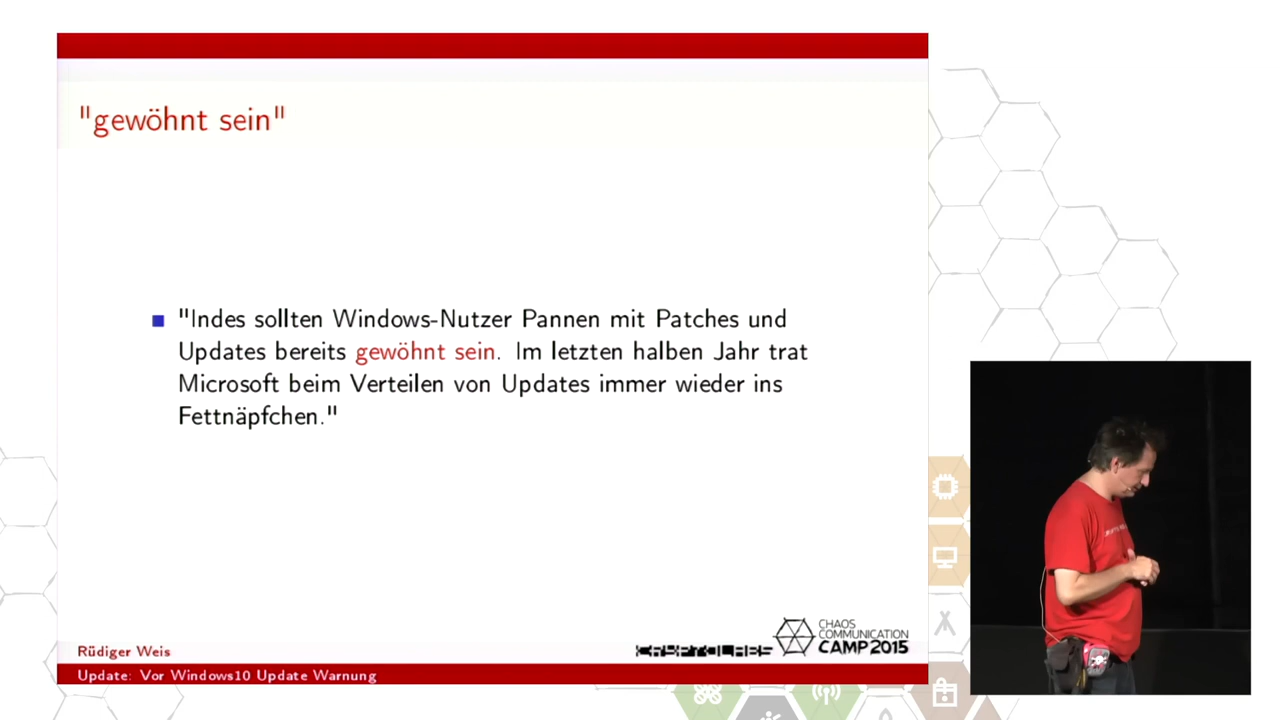 "gewöhnt sein"
"Indes sollten Windows-Nutzer Pannen mit Patches und
Updates bereits gewöhnt sein. Im letzten halben Jahr trat
Microsoft beim Verteilen von Updates immer wieder ins
Fettnäpfchen."
CHAOS
COMMUNICATION
CAMP 2015
Rüdiger Weis
CRYPTOLABS
Update: Vor Windows10 Update Warnung